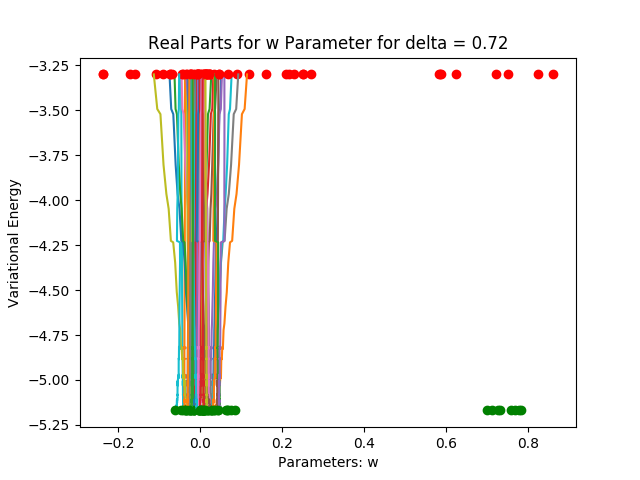 Real Parts for w Parameter for delta = 0.72
−3.25
−3.50
−3.75
−4.00
−4.25
−4.50
−4.75
−5.00
−5.25
Variational Energy
−0.2 0.0 0.2 0.4 0.6 0.8
Parameters: w